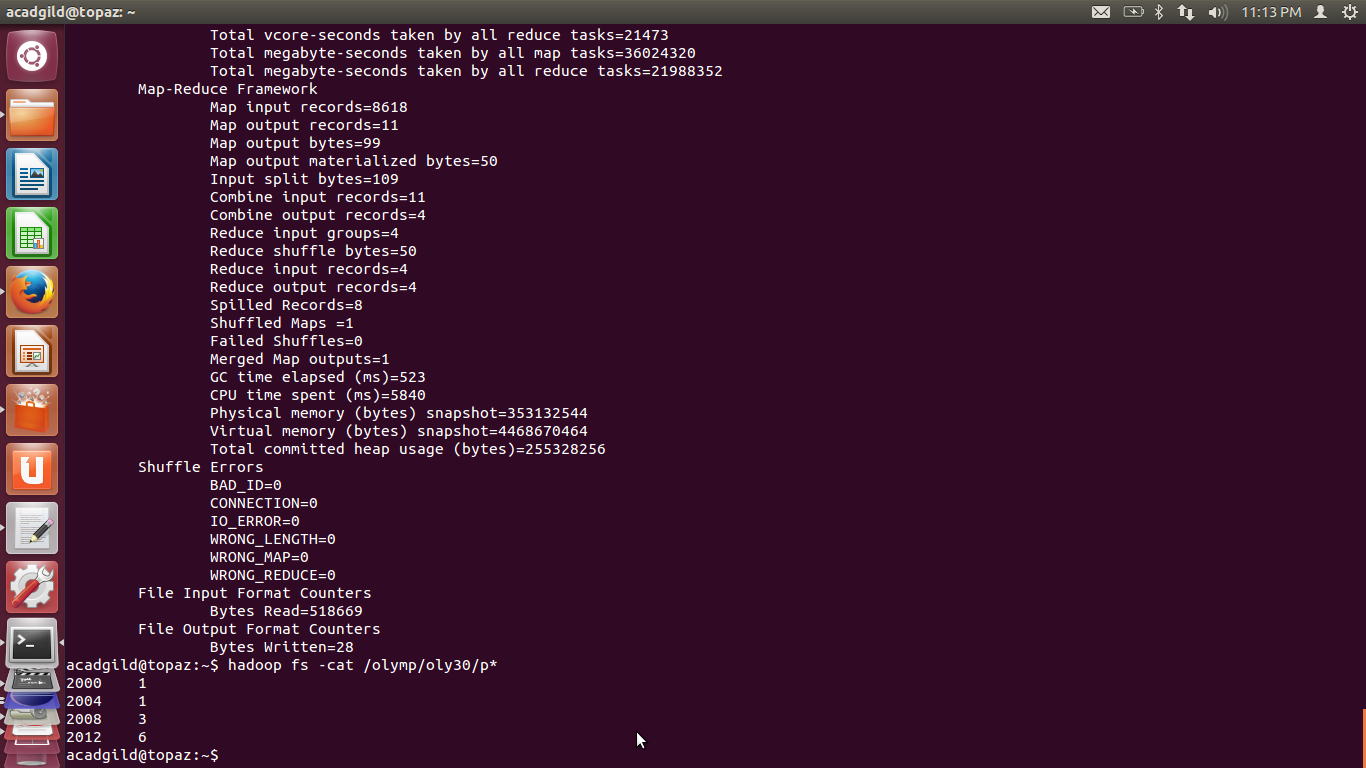 acadgild@topaz: ~
11:13 PM
Total vcore-seconds taken by all reduce tasks=21473
Total megabyte-seconds taken by all map tasks=36024320
Total megabyte-seconds taken by all reduce tasks=21988352
Map-Reduce Framework
Map input records=8618
Map output records=11
Map output bytes=99
Map output materialized bytes=50
Input split bytes=109
Combine input records=11
Combine output records=4
Reduce input groups=4
Reduce shuffle bytes=50
Reduce input records=4
Reduce output records=4
Spilled Records=8
Shuffled Maps =1
Failed Shuffles=0
Merged Map outputs=1
GC time elapsed (ms)=523
CPU time spent (ms)=5840
Physical memory (bytes) snapshot=353132544
Virtual memory (bytes) snapshot=4468670464
Total committed heap usage (bytes)=255328256
Shuffle Errors
BAD_ID=0
CONNECTION=0
IO_ERROR=0
WRONG_LENGTH=0
WRONG_MAP=0
WRONG_REDUCE=0
File Input Format Counters
Bytes Read=518669
File Output Format Counters
Bytes Written=28
acadgild@topaz:~$ hadoop fs -cat /olymp/oly30/p*
2000 1
2004 1
2008 3
2012 6
acadgild@topaz:~$